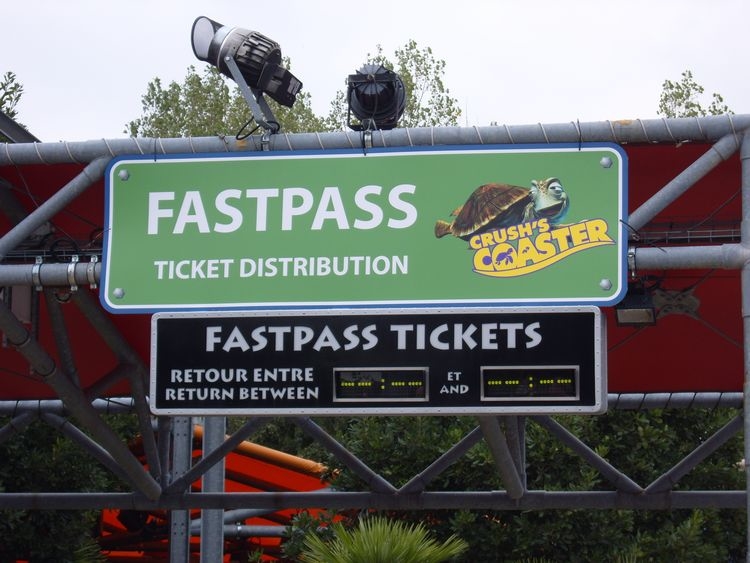 FASTPASS
TICKET DISTRIBUTION
CRUSH'S
COASTER
FASTPASS TICKETS
RETOUR ENTRE
RETURN BETWEEN
ET
AND